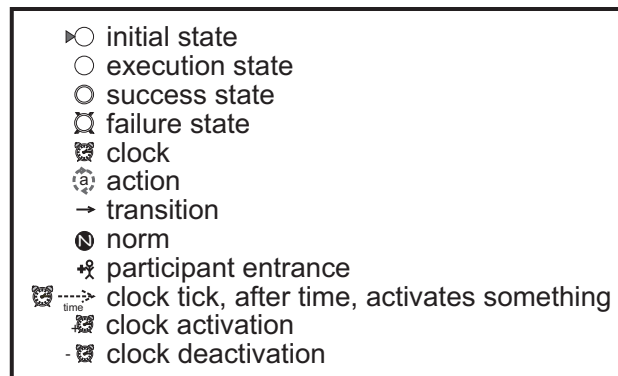 initial state
execution state
success state
failure state
clock
a action
transition
N norm
participant entrance
time clock tick, after time, activates something
+ clock activation
- clock deactivation